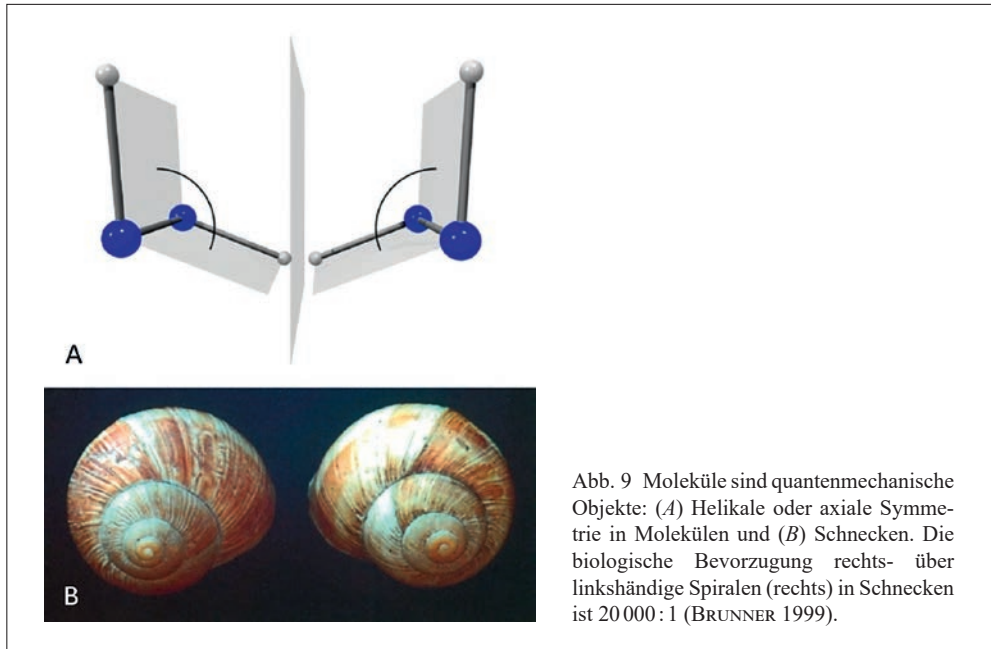 A
B
Abb. 9 Moleküle sind quantenmechanische
Objekte: (A) Helikale oder axiale Symme-
trie in Molekülen und (B) Schnecken. Die
biologische Bevorzugung rechts- über
linkshändige Spiralen (rechts) in Schnecken
ist 20 000 : 1 (BRUNNER 1999).